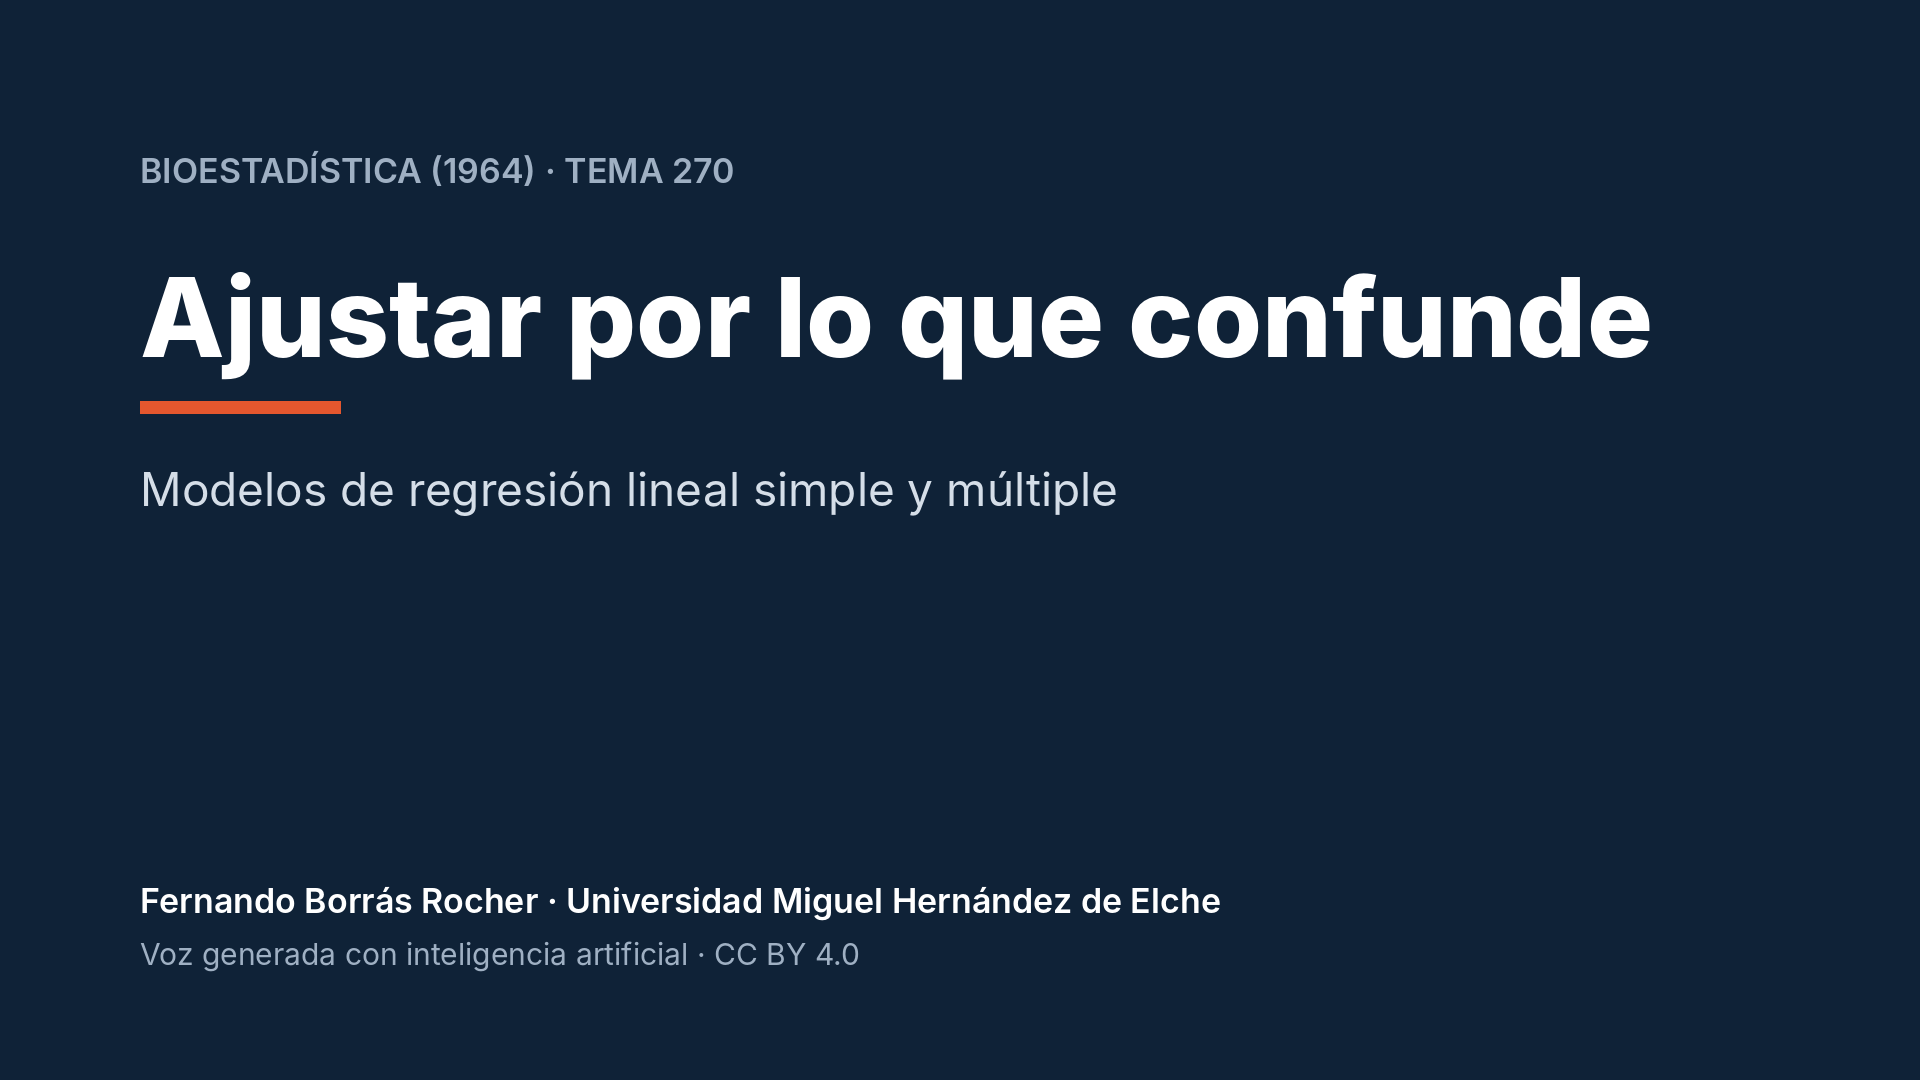 BIOESTADÍSTICA (1964) · TEMA 270
Ajustar por lo que confunde
Modelos de regresión lineal simple y múltiple
Fernando Borrás Rocher · Universidad Miguel Hernández de Elche
Voz generada con inteligencia artificial · CC BY 4.0